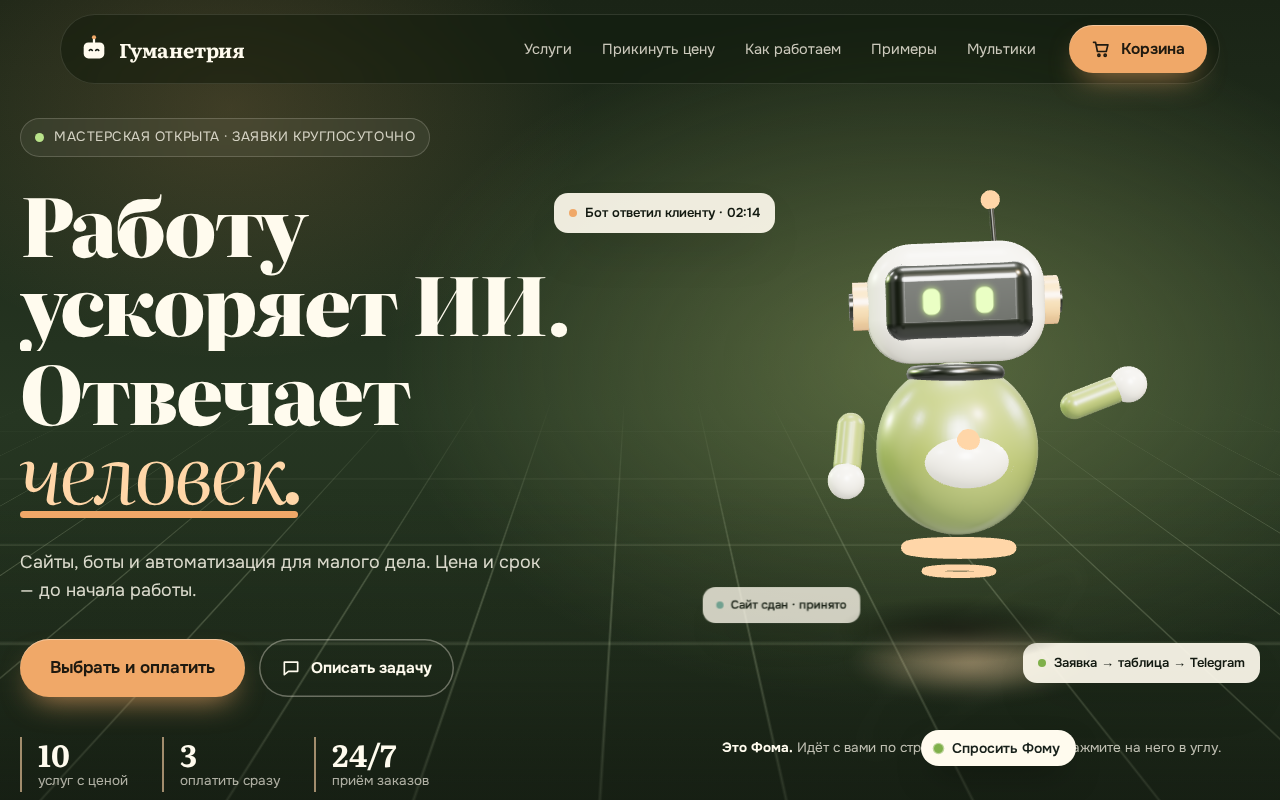 Гуманетрия
Услуги
Прикинуть цену
Как работаем
Примеры
Мультики
Корзина
МАСТЕРСКАЯ ОТКРЫТА · ЗАЯВКИ КРУГЛОСУТОЧНО
Работу
ускоряет ИИ.
Отвечает
человек.
Бот ответил клиенту · 02:14
Сайты, боты и автоматизация для малого дела. Цена и срок
— до начала работы.
Сайт сдан · принято
Выбрать и оплатить
Описать задачу
Заявка → таблица → Telegram
10
услуг с ценой
3
оплатить сразу
24/7
приём заказов
Это Фома. Идёт с вами по
Спросить Фому
на него в углу.